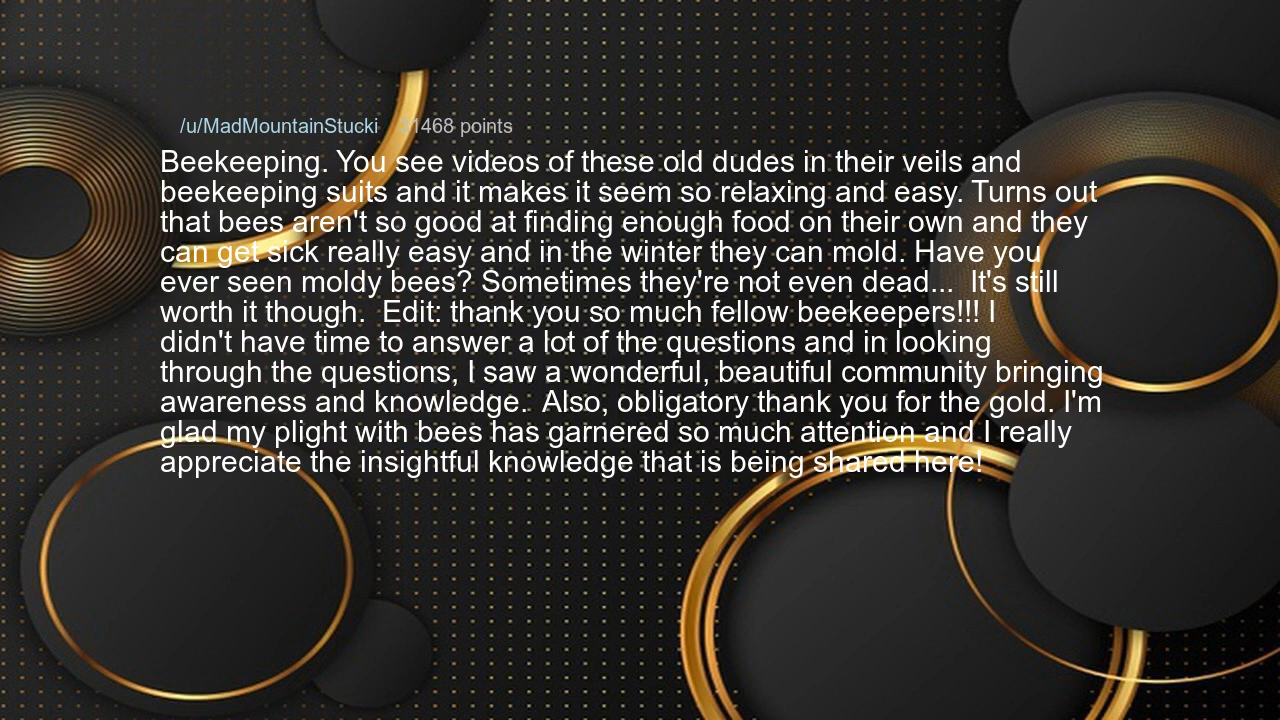 /u/MadMountainStucki 1468 points
Beekeeping. You see videos of these old dudes in their veils and
beekeeping suits and it makes it seem so relaxing and easy. Turns out
that bees aren't so good at finding enough food on their own and they
can get sick really easy and in the winter they can mold. Have you
ever seen moldy bees? Sometimes they're not even dead...  It's still
worth it though.  Edit: thank you so much fellow beekeepers!!! I
didn't have time to answer a lot of the questions and in looking
through the questions, I saw a wonderful, beautiful community bringing
awareness and knowledge.  Also, obligatory thank you for the gold. I'm
glad my plight with bees has garnered so much attention and I really
appreciate the insightful knowledge that is being shared here!